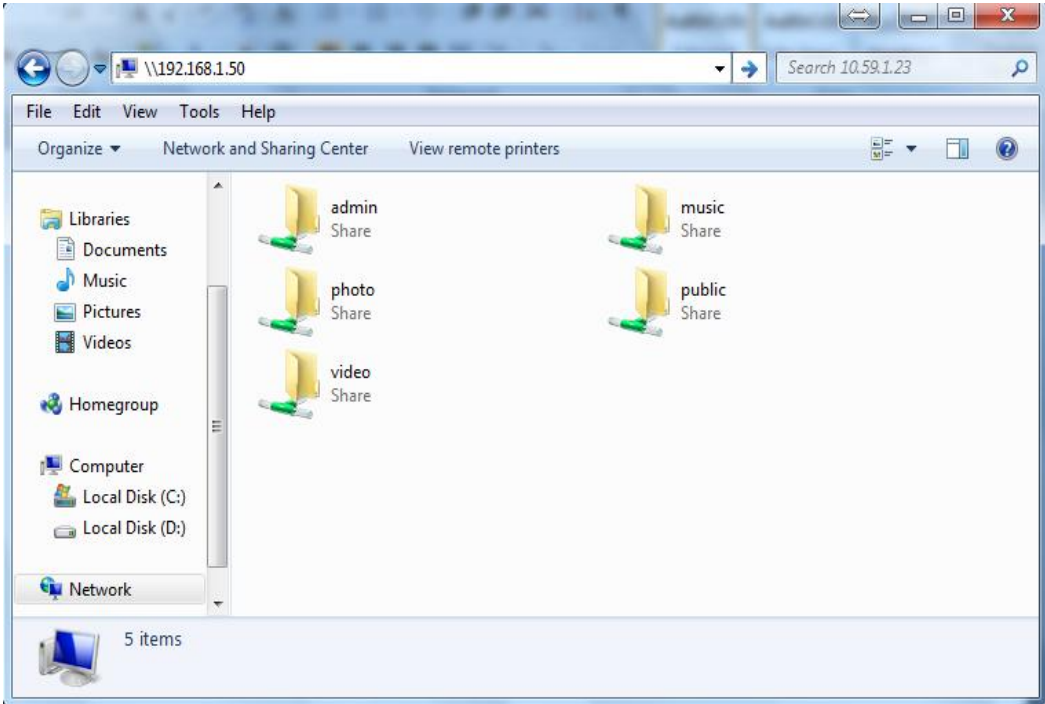 \\192.168.1.50
Search 10.59.1.23
File Edit View Tools Help
Organize Network and Sharing Center View remote printers
Libraries
Documents
Music
Pictures
Videos
Homegroup
Computer
Local Disk (C:)
Local Disk (D:)
Network
admin
Share
music
Share
photo
Share
public
Share
video
Share
5 items